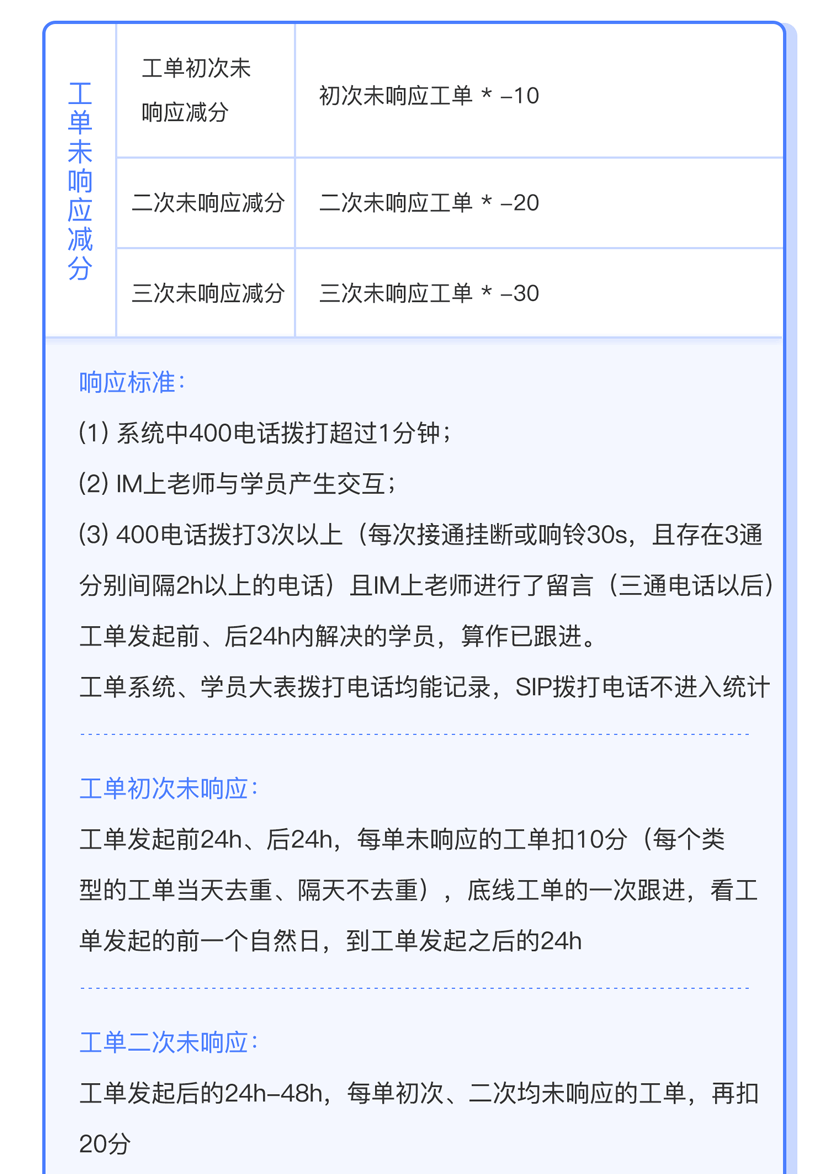 工单未响应减分
工单初次未
响应减分
初次未响应工单 * -10
二次未响应减分
二次未响应工单 * -20
三次未响应减分
三次未响应工单 * -30
响应标准：
(1) 系统中400电话拨打超过1分钟；
(2) IM上老师与学员产生交互；
(3) 400电话拨打3次以上（每次接通挂断或响铃30s，且存在3通
分别间隔2h以上的电话）且IM上老师进行了留言（三通电话以后）
工单发起前、后24h内解决的学员，算作已跟进。
工单系统、学员大表拨打电话均能记录，SIP拨打电话不进入统计
工单初次未响应：
工单发起前24h、后24h，每单未响应的工单扣10分（每个类
型的工单当天去重、隔天不去重），底线工单的一次跟进，看工
单发起的前一个自然日，到工单发起之后的24h
工单二次未响应：
工单发起后的24h-48h，每单初次、二次均未响应的工单，再扣
20分